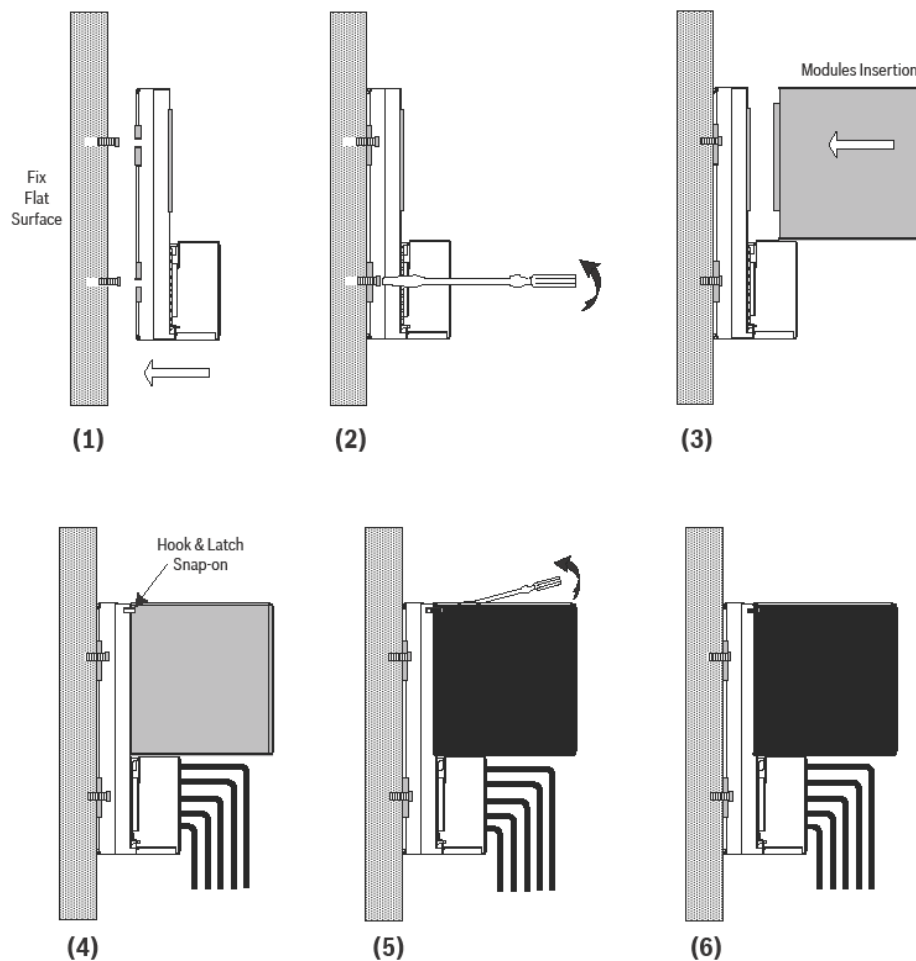 Modules Insertion
Fix
Flat
Surface
(1)
(2)
(3)
Hook & Latch
Snap-on
(4)
(5)
(6)